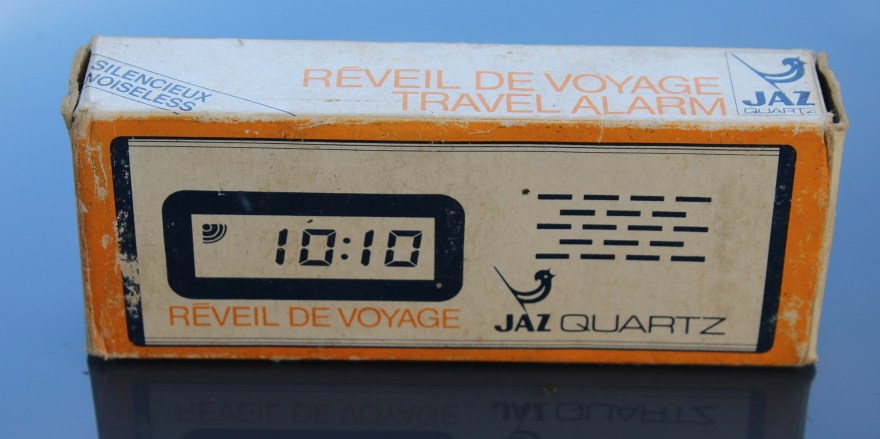 SILENCIEUX
NOISELESS
RÉVEIL DE VOYAGE
TRAVEL ALARM
JAZ
QUARTZ
10:10
RÉVEIL DE VOYAGE
JAZ QUARTZ